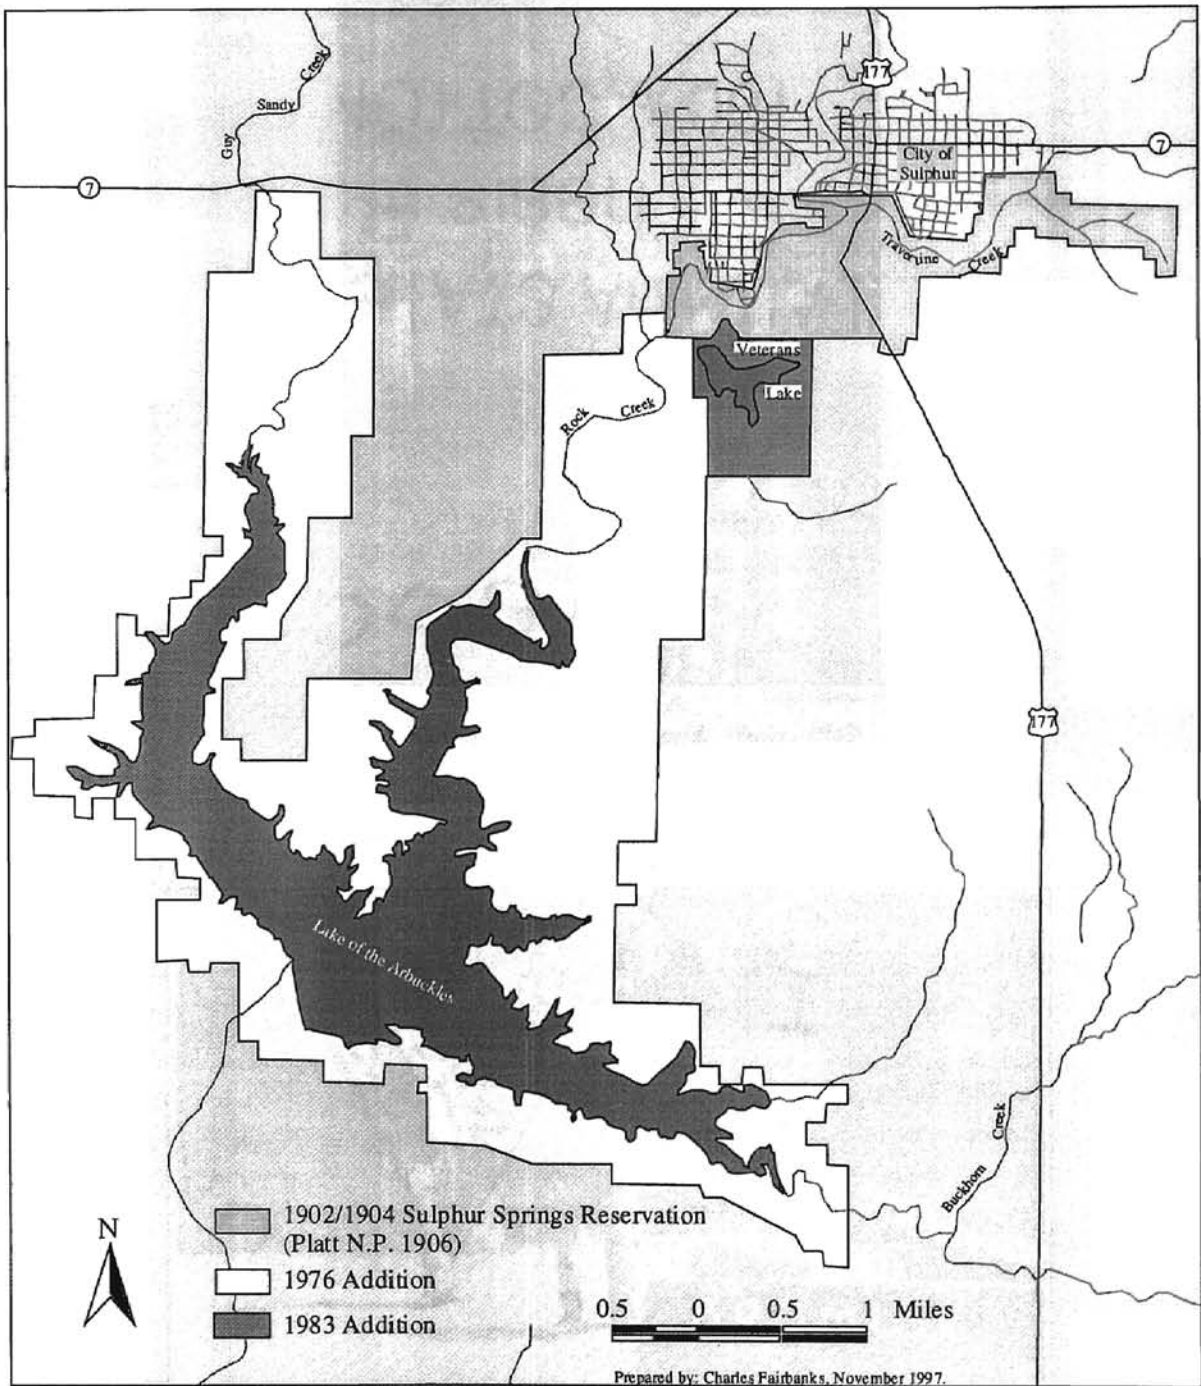 Creek
Sandy
Guy
7
177
7
City of
Sulphur
Travertine
Creek
Veterans
Lake
Rock
Creek
177
Lake of the Arbuckles
Creek
Buckhorn
N
1902/1904 Sulphur Springs Reservation
(Platt N.P. 1906)
1976 Addition
1983 Addition
0.5 0 0.5 1 Miles
Prepared by: Charles Fairbanks, November 1997.